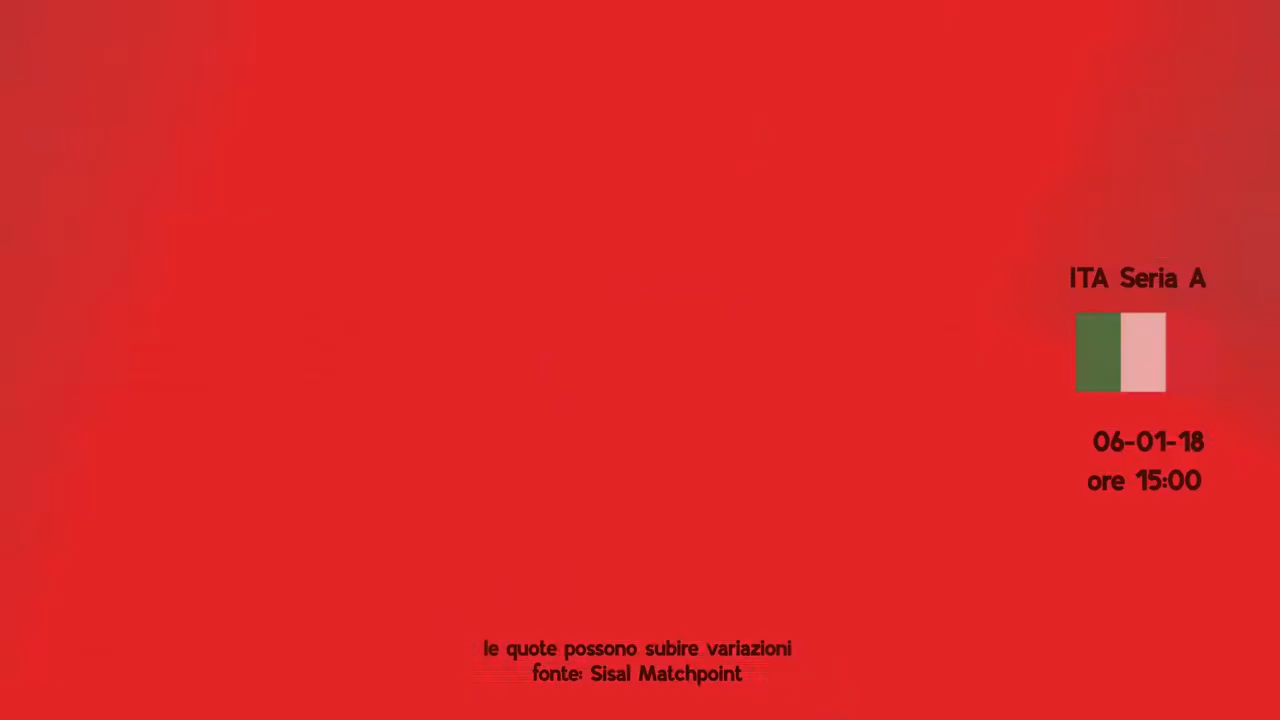 ITA Seria A
06-01-18
ore 15:00
le quote possono subire variazioni
fonte: Sisal Matchpoint